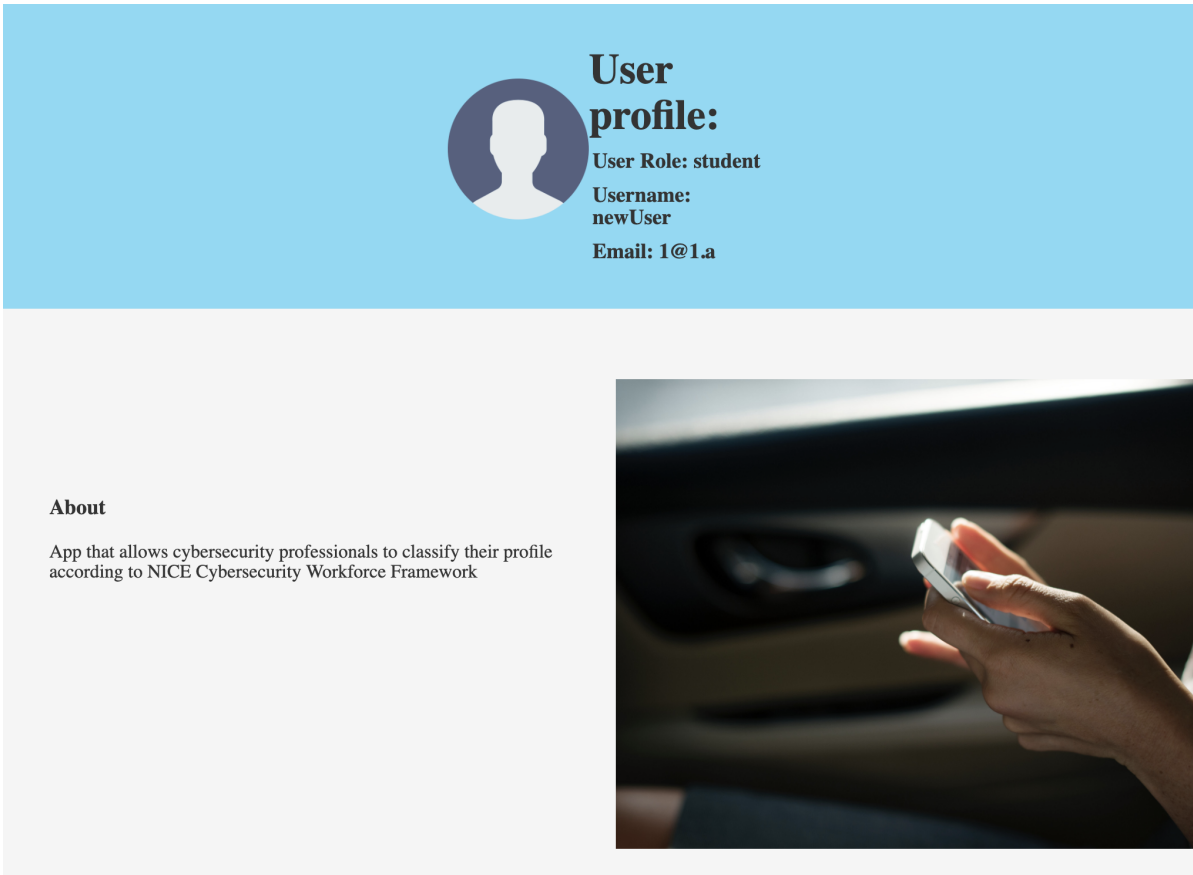 User
profile:
User Role: student
Username:
newUser
Email: 1@1.a
About
App that allows cybersecurity professionals to classify their profile
according to NICE Cybersecurity Workforce Framework